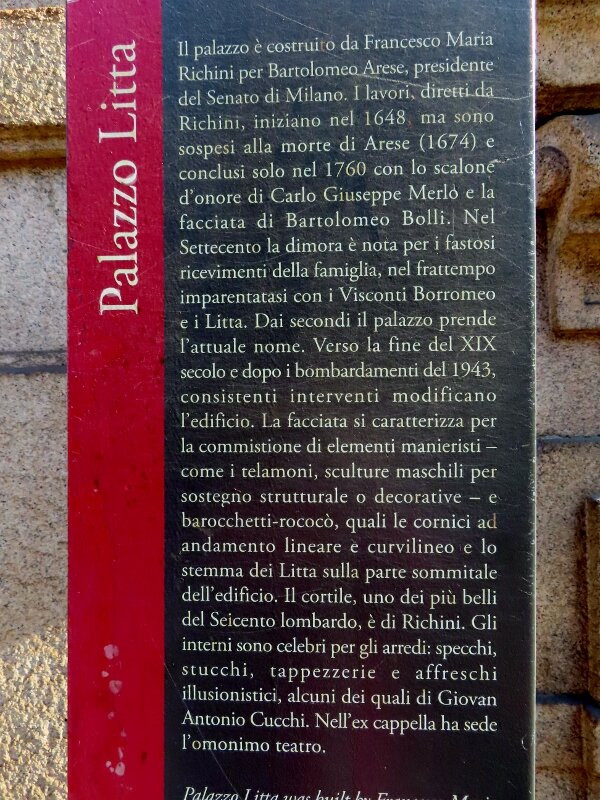 Palazzo Litta
Il palazzo è costruito da Francesco Maria
Richini per Bartolomeo Arese, presidente
del Senato di Milano. I lavori, diretti da
Richini, iniziano nel 1648, ma sono
sospesi alla morte di Arese (1674) e
conclusi solo nel 1760 con lo scalone
d'onore di Carlo Giuseppe Merlo e la
facciata di Bartolomeo Bolli. Nel
Settecento la dimora è nota per i fastosi
ricevimenti della famiglia, nel frattempo
imparentatasi con i Visconti Borromeo
e i Litta. Dai secondi il palazzo prende
l'attuale nome. Verso la fine del XIX
secolo e dopo i bombardamenti del 1943,
consistenti interventi modificano
l'edificio. La facciata si caratterizza per
la commistione di elementi manieristi –
come i telamoni, sculture maschili per
sostegno strutturale o decorative – e
barocchetti-rococò, quali le cornici ad
andamento lineare e curvilineo e lo
stemma dei Litta sulla parte sommitale
dell'edificio. Il cortile, uno dei più belli
del Seicento lombardo, è di Richini. Gli
interni sono celebri per gli arredi: specchi,
stucchi, tappezzerie e affreschi
illusionistici, alcuni dei quali di Giovan
Antonio Cucchi. Nell'ex cappella ha sede
l'omonimo teatro.
Palazzo Litta was built by Francesco Maria